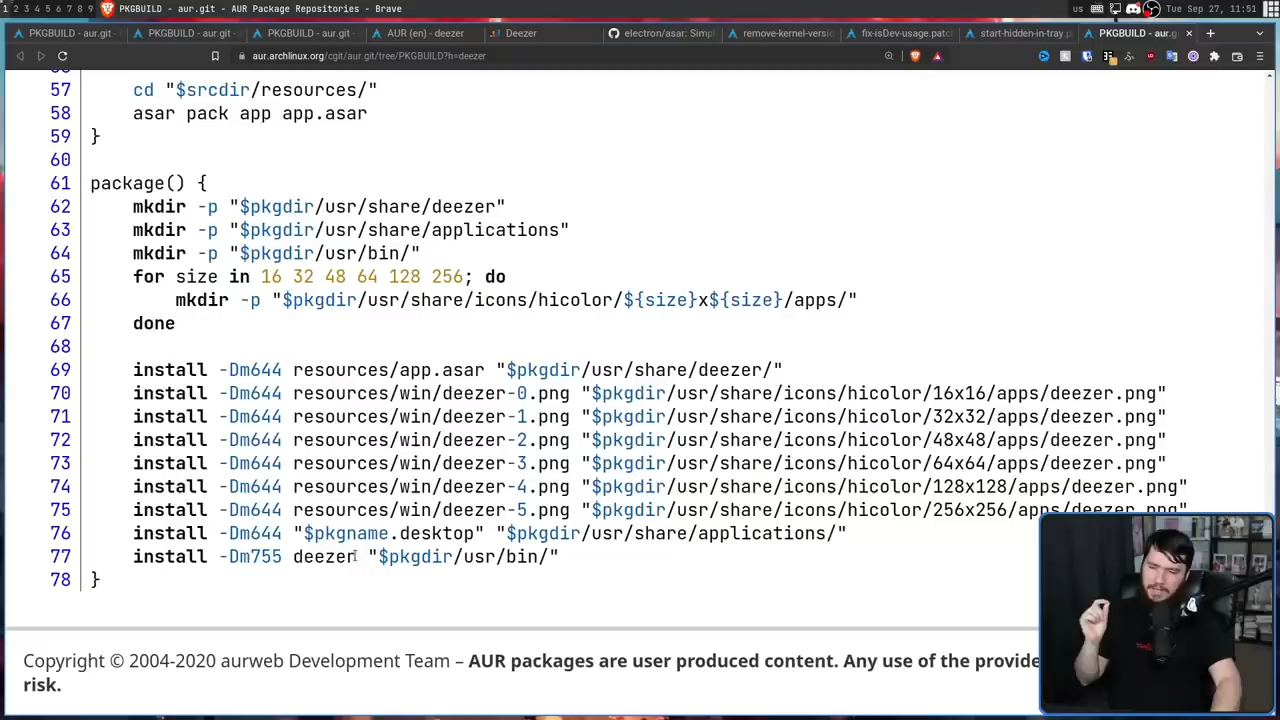 1 2 3 4 5 6 7 8 9 PKGBUILD - aur.git - AUR Package Repositories - Brave us Tue Sep 27, 11:51
PKGBUILD - aur.git PKGBUILD - aur.git PKGBUILD - aur.git AUR (en) - deezer Deezer electron/asar: Simpl remove-kernel-versio fix-isDev-usage.patch start-hidden-in-tray.p PKGBUILD - aur.g
aur.archlinux.org/cgit/aur.git/tree/PKGBUILD?h=deezer
57 cd "$srcdir/resources/"
58 asar pack app app.asar
59 }
60
61 package() {
62 mkdir -p "$pkgdir/usr/share/deezer"
63 mkdir -p "$pkgdir/usr/share/applications"
64 mkdir -p "$pkgdir/usr/bin/"
65 for size in 16 32 48 64 128 256; do
66 mkdir -p "$pkgdir/usr/share/icons/hicolor/${size}x${size}/apps/"
67 done
68
69 install -Dm644 resources/app.asar "$pkgdir/usr/share/deezer/"
70 install -Dm644 resources/win/deezer-0.png "$pkgdir/usr/share/icons/hicolor/16x16/apps/deezer.png"
71 install -Dm644 resources/win/deezer-1.png "$pkgdir/usr/share/icons/hicolor/32x32/apps/deezer.png"
72 install -Dm644 resources/win/deezer-2.png "$pkgdir/usr/share/icons/hicolor/48x48/apps/deezer.png"
73 install -Dm644 resources/win/deezer-3.png "$pkgdir/usr/share/icons/hicolor/64x64/apps/deezer.png"
74 install -Dm644 resources/win/deezer-4.png "$pkgdir/usr/share/icons/hicolor/128x128/apps/deezer.png"
75 install -Dm644 resources/win/deezer-5.png "$pkgdir/usr/share/icons/hicolor/256x256/apps/deezer.png"
76 install -Dm644 "$pkgname.desktop" "$pkgdir/usr/share/applications/"
77 install -Dm755 deezer "$pkgdir/usr/bin/"
78 }
Copyright © 2004-2020 aurweb Development Team – AUR packages are user produced content. Any use of the provide
risk.